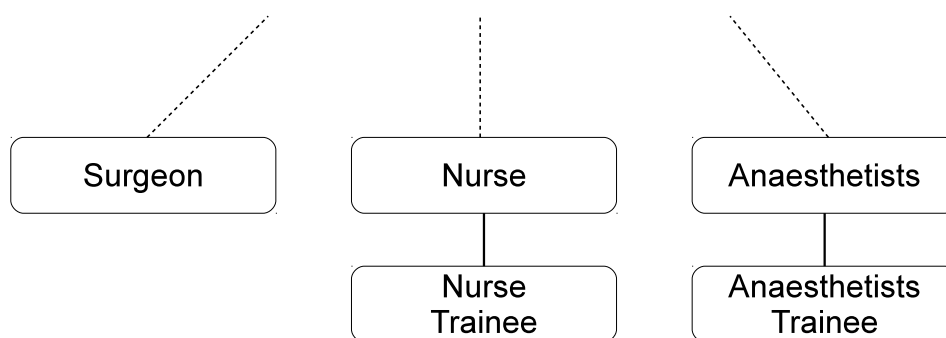 Surgeon
Nurse
Anaesthetists
Nurse
Trainee
Anaesthetists
Trainee